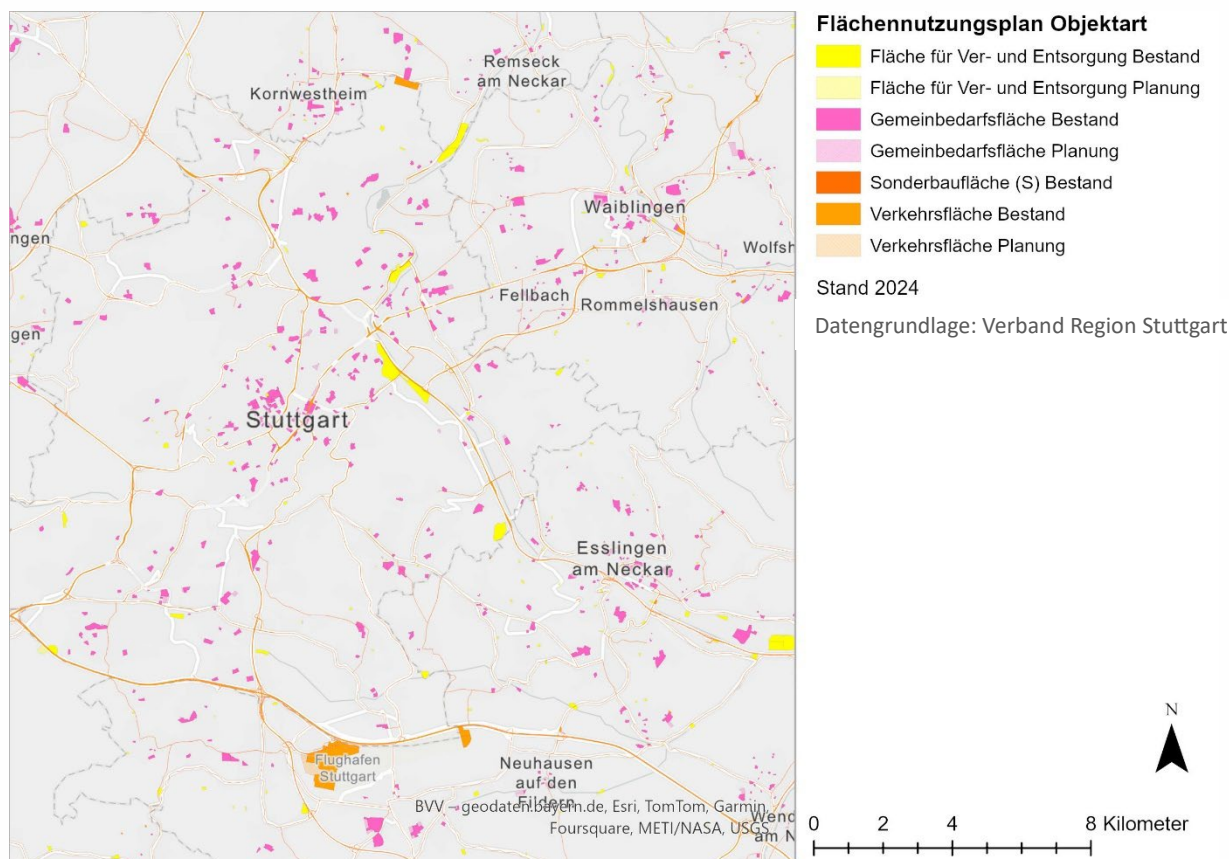 Remseck
am Neckar
Kornwestheim
Waiblingen
ngen
Wolfsh
Fellbach
Rommelshausen
gen
Stuttgart
Esslingen
am Neckar
Flughafen
Stuttgart
Neuhausen
auf den
Fildern
Wend
am N
BVV – geodaten.bayern.de, Esri, TomTom, Garmin,
Foursquare, METI/NASA, USGS
Flächennutzungsplan Objektart
Fläche für Ver- und Entsorgung Bestand
Fläche für Ver- und Entsorgung Planung
Gemeinbedarfsfläche Bestand
Gemeinbedarfsfläche Planung
Sonderbaufläche (S) Bestand
Verkehrsfläche Bestand
Verkehrsfläche Planung
Stand 2024
Datengrundlage: Verband Region Stuttgart
N
0 2 4 8 Kilometer